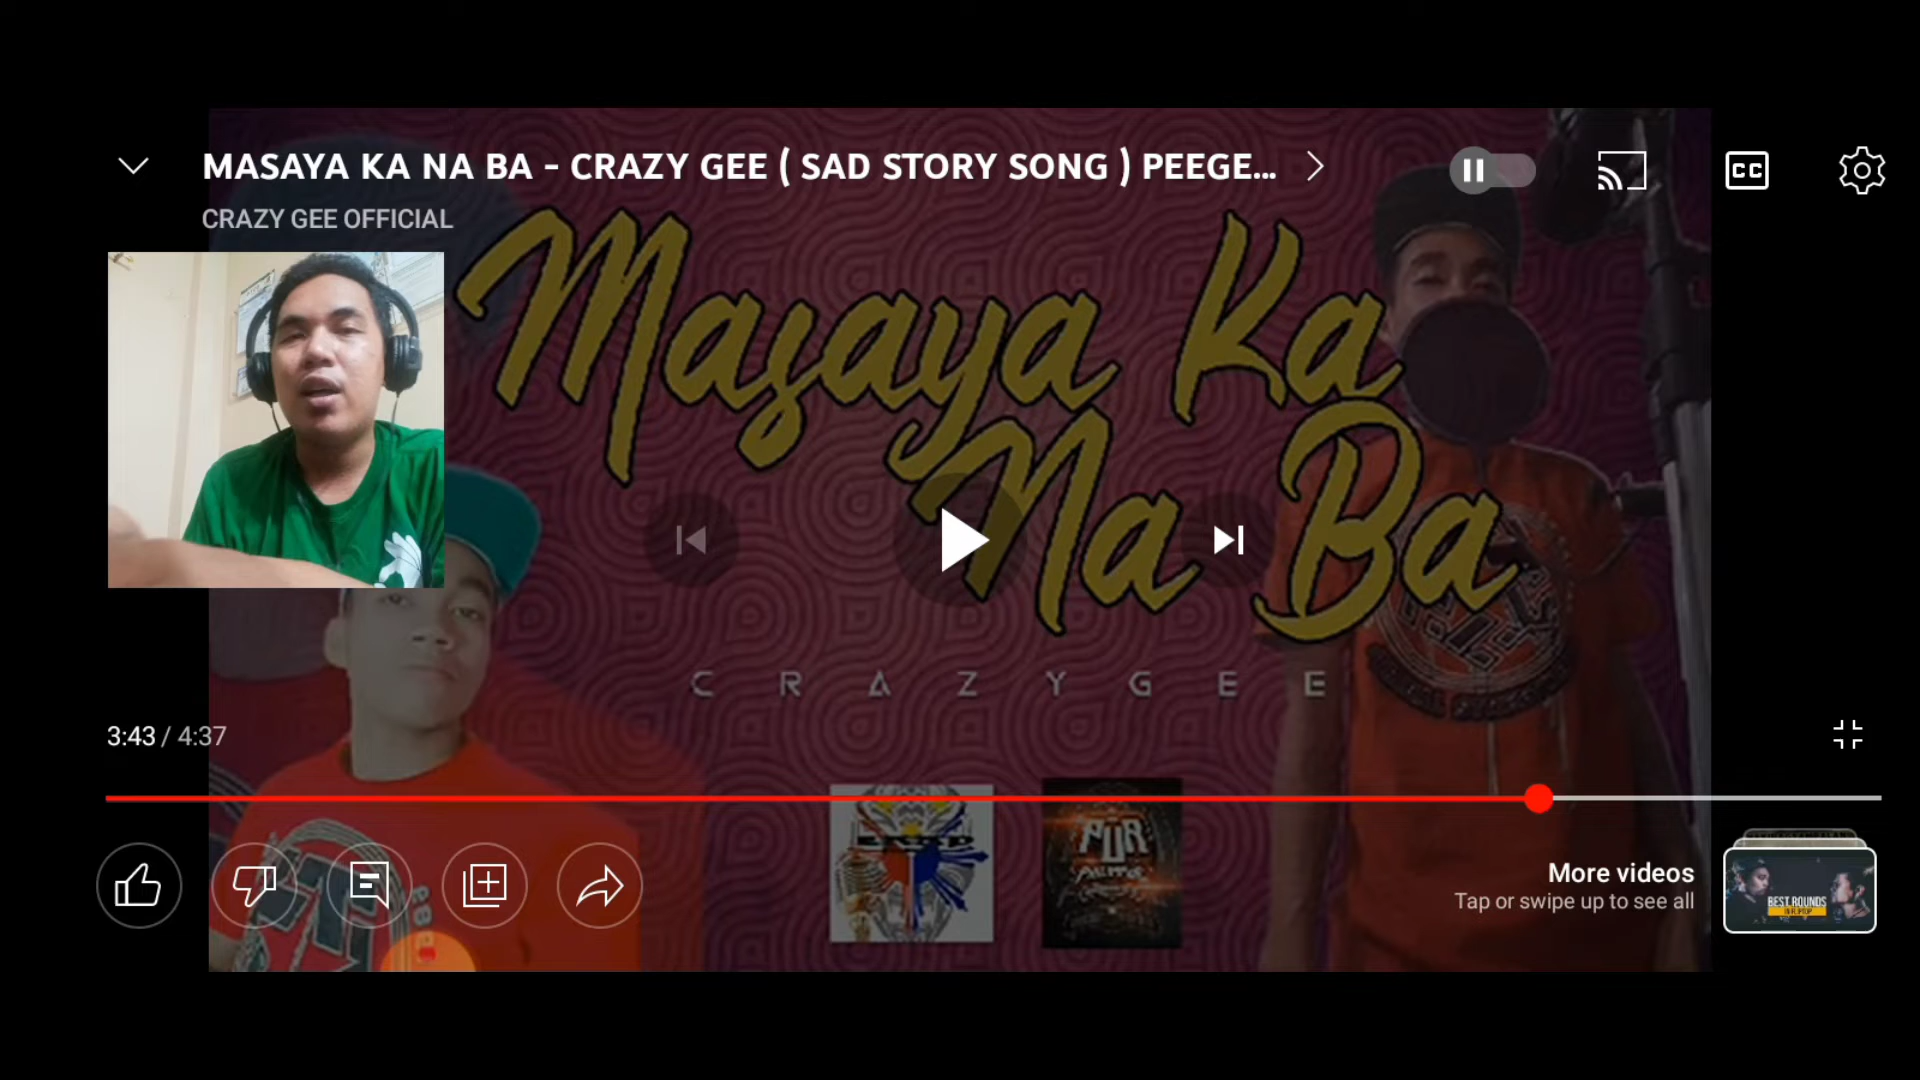 MASAYA KA NA BA - CRAZY GEE ( SAD STORY SONG ) PEEGE...
CRAZY GEE OFFICIAL
CC
Masaya Ka
Na Ba
CRAZYGEE
3:43 / 4:37
More videos
Tap or swipe up to see all
BEST ROUNDS